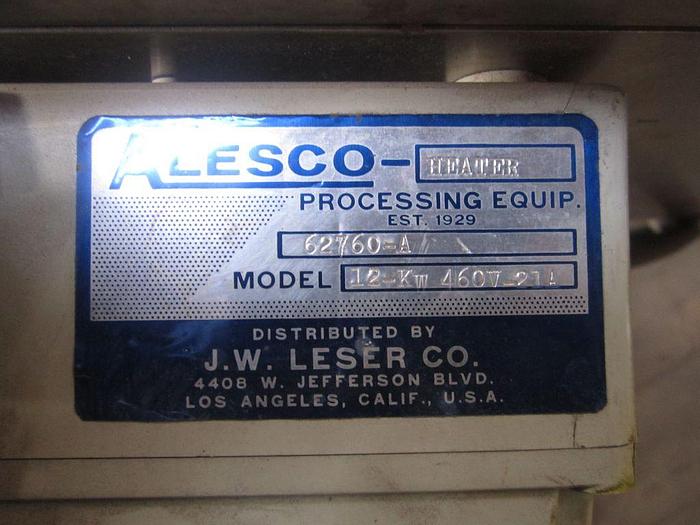 ALESCO- HEATER
PROCESSING EQUIP.
EST. 1929
62760-A
MODEL 12-KW 460V-21A
DISTRIBUTED BY
J.W. LESER CO.
4408 W. JEFFERSON BLVD.
LOS ANGELES, CALIF., U.S.A.